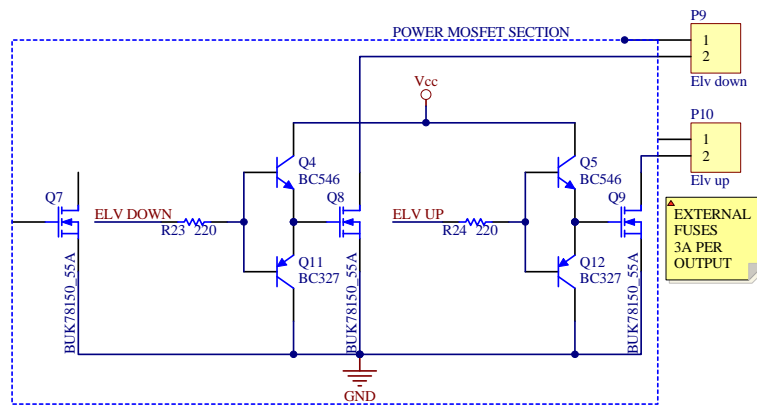 P9
POWER MOSFET SECTION
1
2
Elv down
Vcc
P10
1
2
Elv up
Q4
BC546
Q5
BC546
Q7
Q8
Q9
ELV DOWN
R23 220
ELV UP
R24 220
EXTERNAL
FUSES
3A PER
OUTPUT
Q11
BC327
Q12
BC327
BUK78150_55A
BUK78150_55A
BUK78150_55A
GND